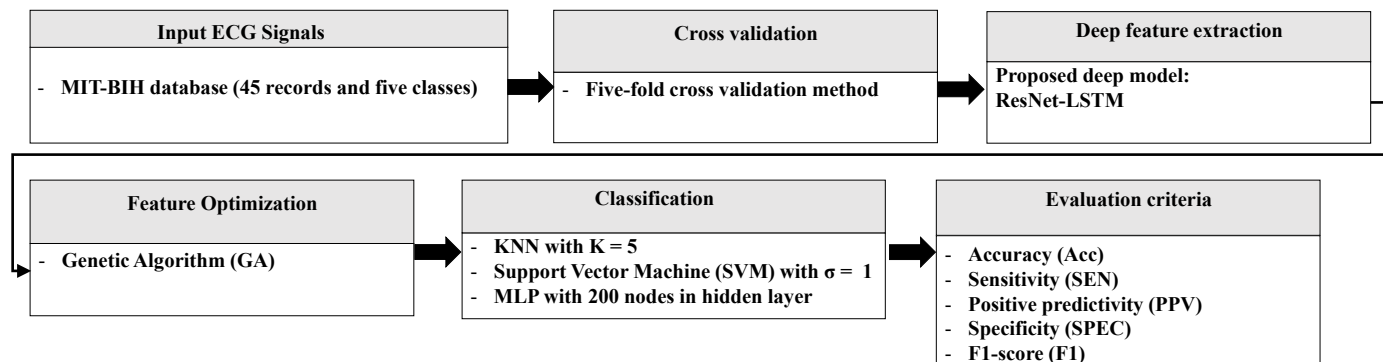 Input ECG Signals
- MIT-BIH database (45 records and five classes)
Cross validation
- Five-fold cross validation method
Deep feature extraction
Proposed deep model:
ResNet-LSTM
Feature Optimization
- Genetic Algorithm (GA)
Classification
- KNN with K = 5
- Support Vector Machine (SVM) with σ = 1
- MLP with 200 nodes in hidden layer
Evaluation criteria
- Accuracy (Acc)
- Sensitivity (SEN)
- Positive predictivity (PPV)
- Specificity (SPEC)
- F1-score (F1)